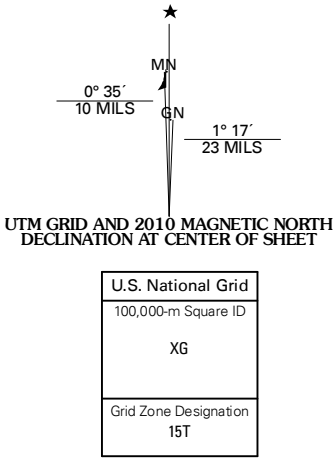 ★
MN
0° 35´
10 MILS
GN
1° 17´
23 MILS
UTM GRID AND 2010 MAGNETIC NORTH
DECLINATION AT CENTER OF SHEET
U.S. National Grid
100,000-m Square ID
XG
Grid Zone Designation
15T